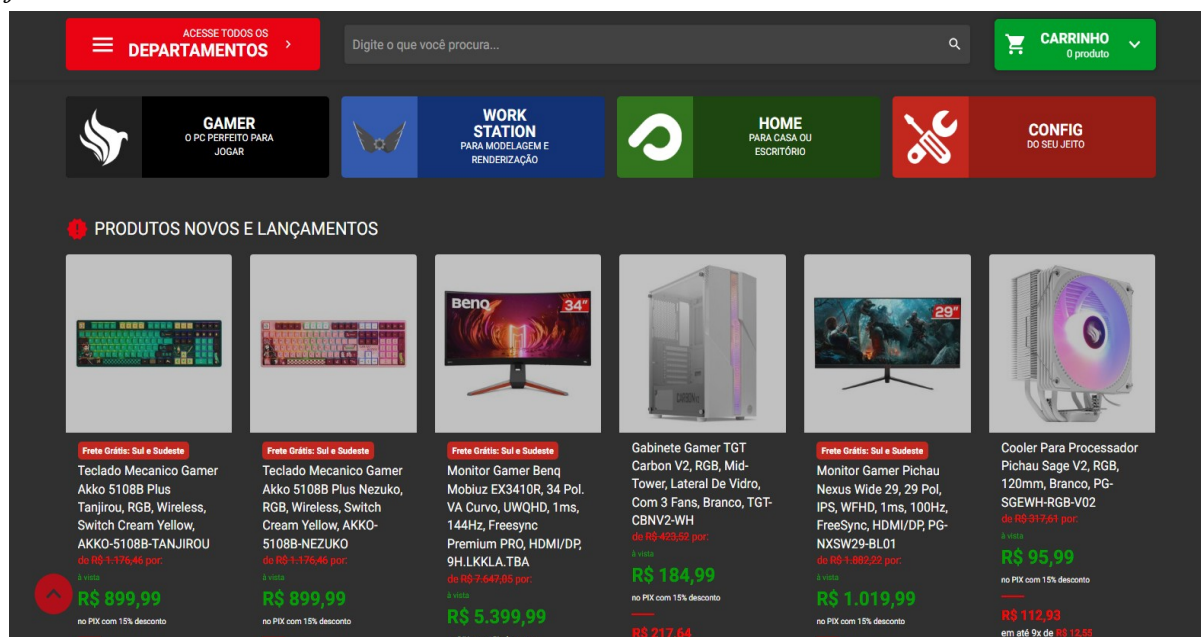 ACESSE TODOS OS
DEPARTAMENTOS
Digite o que você procura...
CARRINHO
0 produto
GAMER
O PC PERFEITO PARA
JOGAR
WORK
STATION
PARA MODELAGEM E
RENDERIZAÇÃO
HOME
PARA CASA OU
ESCRITÓRIO
CONFIG
DO SEU JEITO
PRODUTOS NOVOS E LANÇAMENTOS
BenQ
34"
29"
Frete Grátis: Sul e Sudeste
Teclado Mecanico Gamer
Akko 5108B Plus
Tanjirou, RGB, Wireless,
Switch Cream Yellow,
AKKO-5108B-TANJIROU
de R$ 1.176,46 por:
à vista
R$ 899,99
no PIX com 15% desconto
Frete Grátis: Sul e Sudeste
Teclado Mecanico Gamer
Akko 5108B Plus Nezuko,
RGB, Wireless, Switch
Cream Yellow, AKKO-
5108B-NEZUKO
de R$ 1.176,46 por:
à vista
R$ 899,99
no PIX com 15% desconto
Frete Grátis: Sul e Sudeste
Monitor Gamer Benq
Mobiuz EX3410R, 34 Pol.
VA Curvo, UWQHD, 1ms,
144Hz, Freesync
Premium PRO, HDMI/DP,
9H.LKKLA.TBA
de R$ 7.647,05 por:
à vista
R$ 5.399,99
Gabinete Gamer TGT
Carbon V2, RGB, Mid-
Tower, Lateral De Vidro,
Com 3 Fans, Branco, TGT-
CBNV2-WH
de R$ 423,52 por:
à vista
R$ 184,99
no PIX com 15% desconto
R$ 217,64
Frete Grátis: Sul e Sudeste
Monitor Gamer Pichau
Nexus Wide 29, 29 Pol,
IPS, WFHD, 1ms, 100Hz,
FreeSync, HDMI/DP, PG-
NXSW29-BL01
de R$ 1.882,22 por:
à vista
R$ 1.019,99
no PIX com 15% desconto
Cooler Para Processador
Pichau Sage V2, RGB,
120mm, Branco, PG-
SGEWH-RGB-V02
de R$ 317,61 por:
à vista
R$ 95,99
no PIX com 15% desconto
R$ 112,93
em até 9x de R$ 12,55